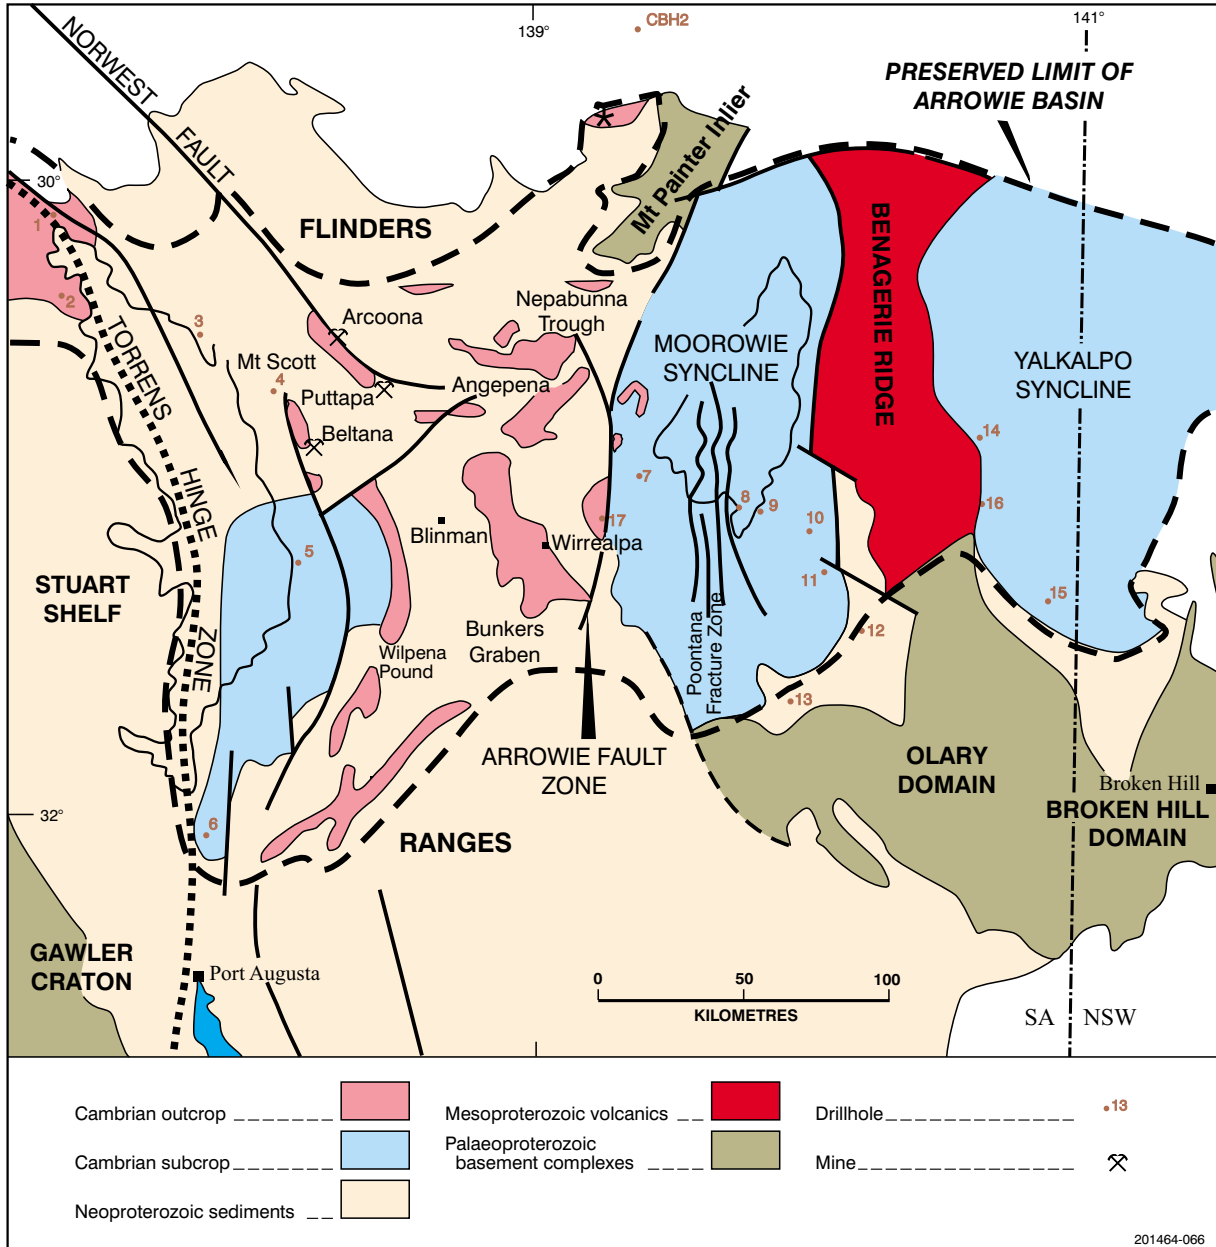 139°
CBH2
141°
NORWEST FAULT
PRESERVED LIMIT OF
ARROWIE BASIN
30°
Mt Painter Inlier
FLINDERS
BENAGERIE RIDGE
1
2
3
Nepabunna
Trough
Arcoona
TORRENS HINGE ZONE
MOOROWIE
SYNCLINE
YALKALPO
SYNCLINE
Mt Scott
4
Puttapa
Angepena
Beltana
14
7
16
8
9
10
17
Blinman
Wirrealpa
5
11
STUART
SHELF
15
Poontana
Fracture Zone
12
Bunkers
Graben
Wilpena
Pound
13
ARROWIE FAULT
ZONE
OLARY
DOMAIN
Broken Hill
BROKEN HILL
DOMAIN
32°
6
RANGES
GAWLER
CRATON
Port Augusta
0 50 100
KILOMETRES
SA NSW
Cambrian outcrop
Mesoproterozoic volcanics
Drillhole
13
Cambrian subcrop
Palaeoproterozoic
basement complexes
Mine
Neoproterozoic sediments
201464-066